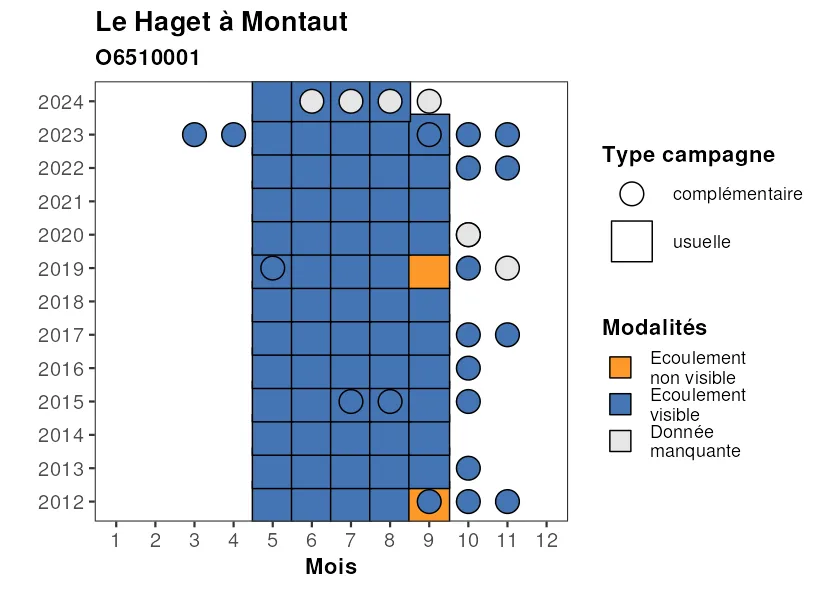 Le Haget à Montaut
O6510001
2024
2023
2022
2021
2020
2019
2018
2017
2016
2015
2014
2013
2012
1 2 3 4 5 6 7 8 9 10 11 12
Mois
Type campagne
complémentaire
usuelle
Modalités
Ecoulement
non visible
Ecoulement
visible
Donnée
manquante